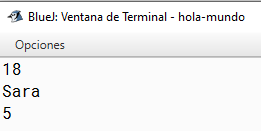 BlueJ: Ventana de Terminal - hola-mundo
Opciones
18
Sara
5